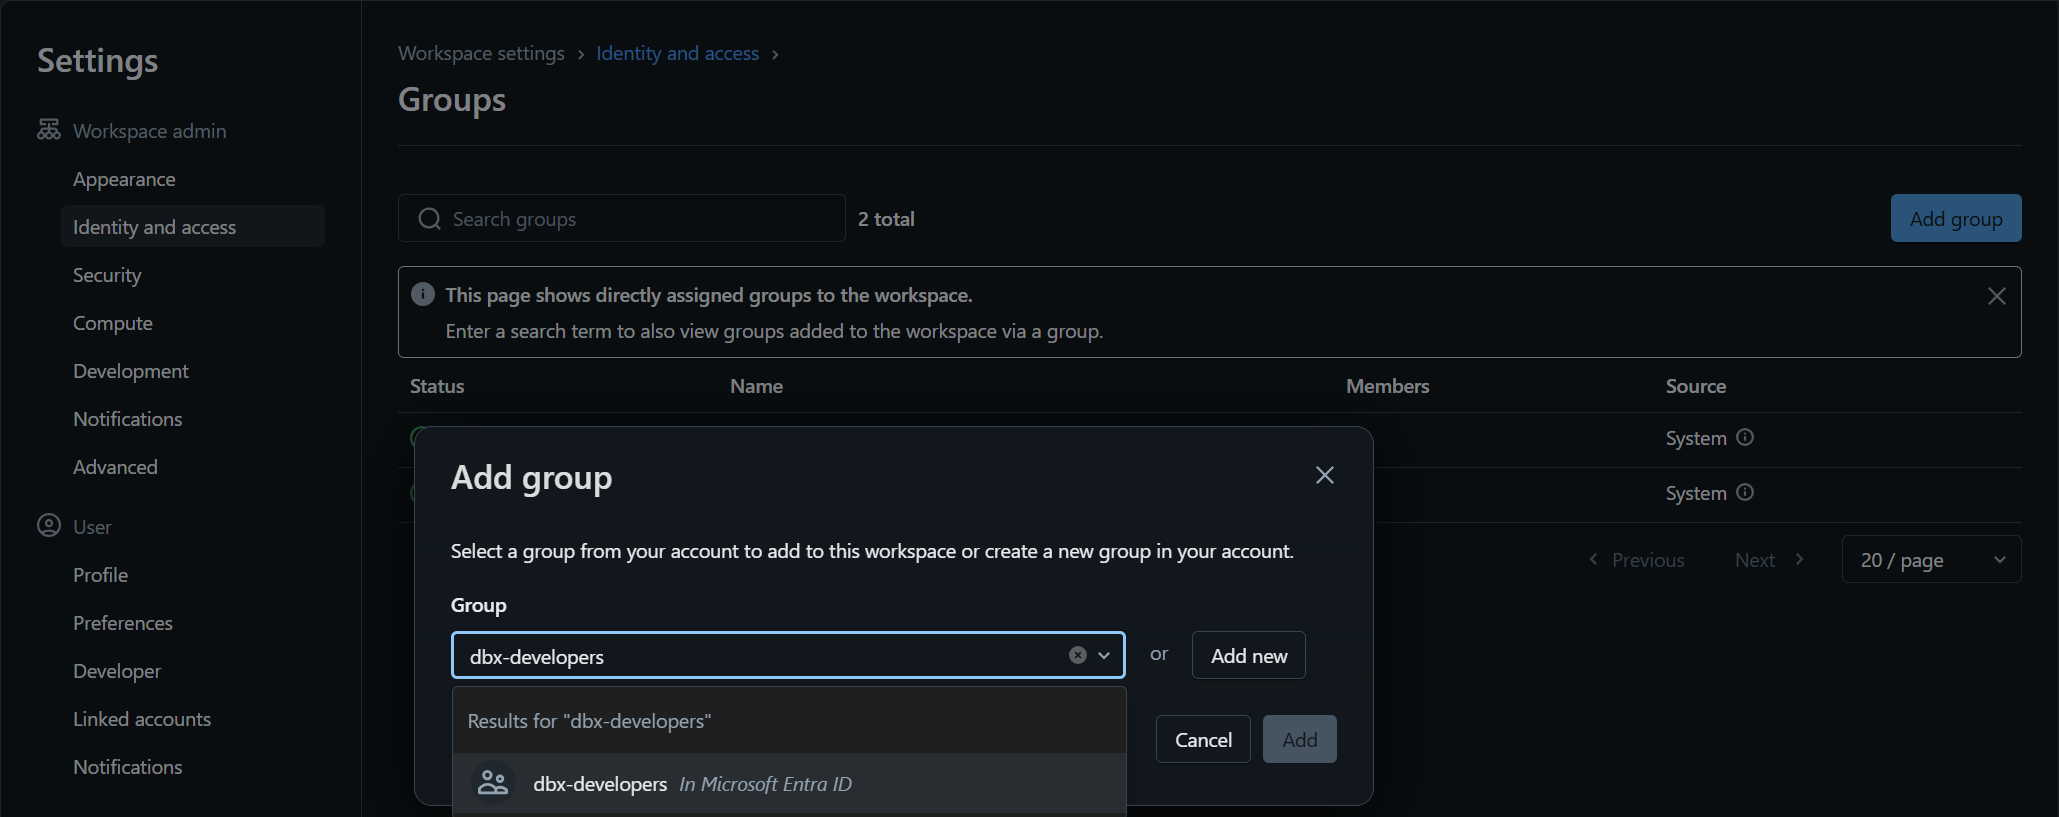 Settings
Workspace admin
Appearance
Identity and access
Security
Compute
Development
Notifications
Advanced
User
Profile
Preferences
Developer
Linked accounts
Notifications
Workspace settings > Identity and access >
Groups
Search groups
2 total
Add group
This page shows directly assigned groups to the workspace.
Enter a search term to also view groups added to the workspace via a group.
Status Name Members Source
System
System
Previous Next 20 / page
Add group
Select a group from your account to add to this workspace or create a new group in your account.
Group
dbx-developers or Add new
Results for "dbx-developers"
dbx-developers In Microsoft Entra ID
Cancel Add